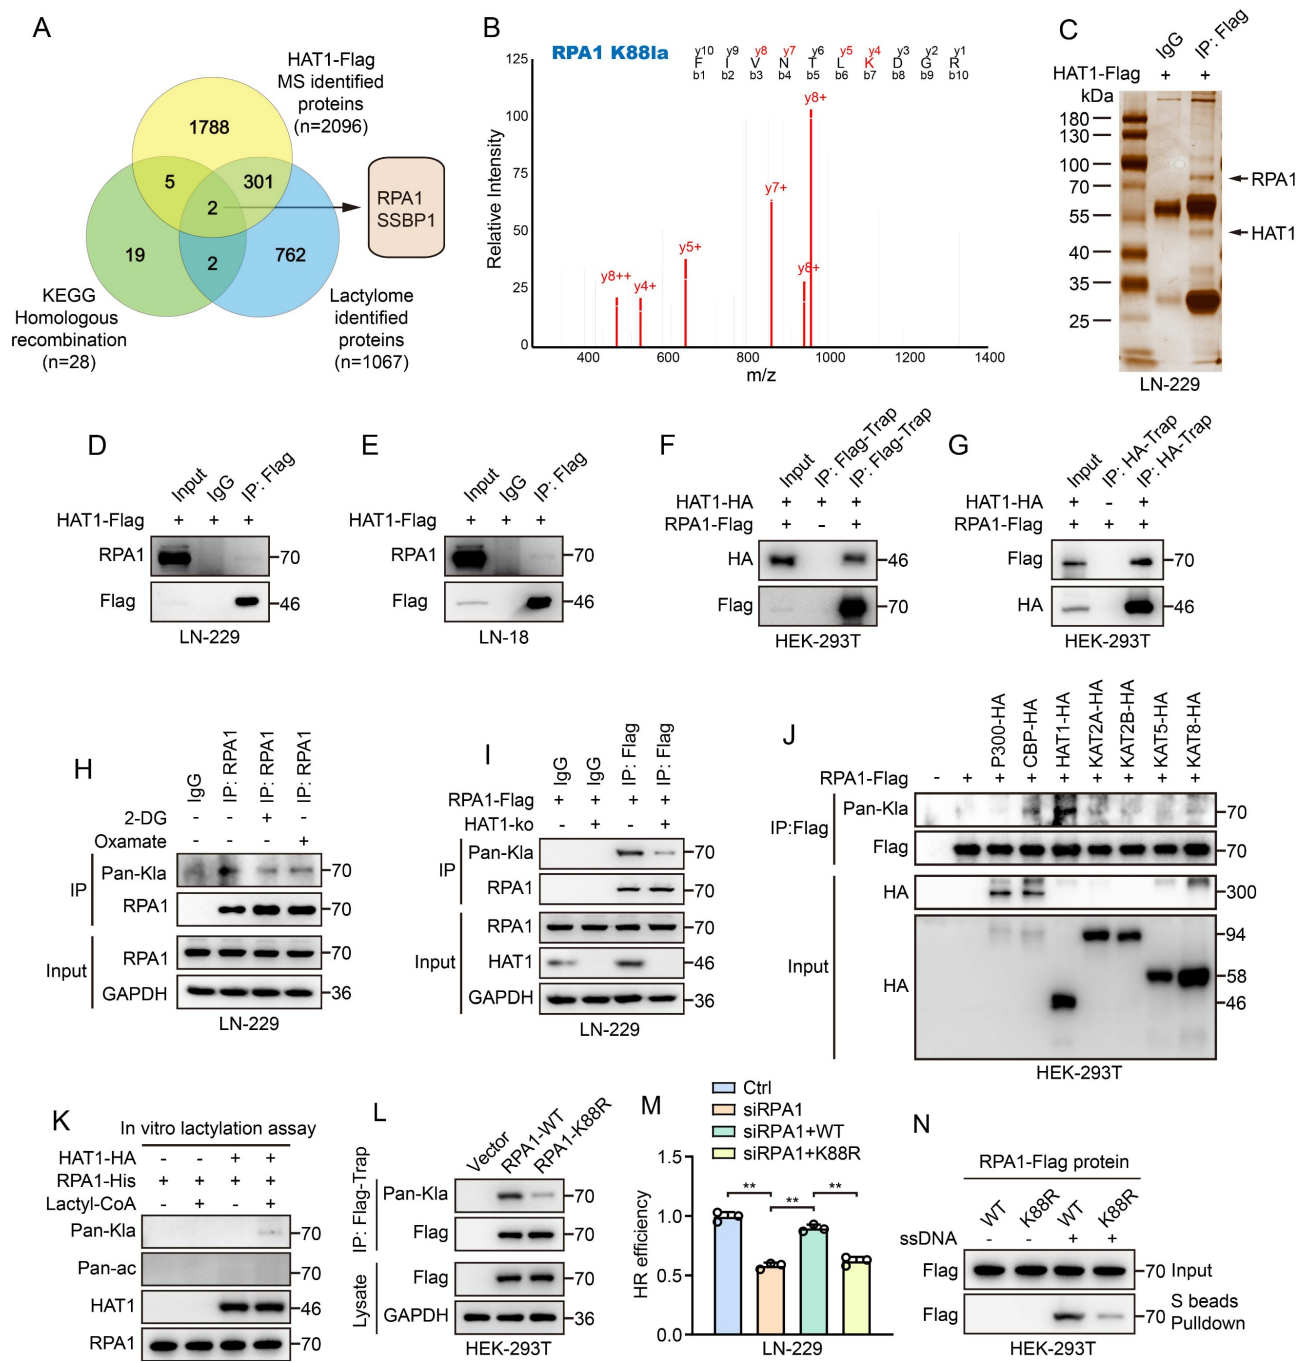 A
HAT1-Flag
MS identified
proteins
(n=2096)
1788
5
301
2
19
2
762
RPA1
SSBP1
KEGG
Homologous
recombination
(n=28)
Lactylome
identified
proteins
(n=1067)
B
RPA1 K88la
y10 y9 y8 y7 y6 y5 y4 y3 y2 y1
F I V N T L K D G R
b1 b2 b3 b4 b5 b6 b7 b8 b9 b10
Relative Intensity
125
100
75
50
25
0
y8++
y4+
y5+
y7+
y8+
y8+
400 600 800 1000 1200 1400
m/z
C
IgG
IP: Flag
HAT1-Flag + +
kDa
180
130
100
70
55
40
35
25
RPA1
HAT1
LN-229
D
Input IgG IP: Flag
HAT1-Flag + + +
RPA1 70
Flag 46
LN-229
E
Input IgG IP: Flag
HAT1-Flag + + +
RPA1 70
Flag 46
LN-18
F
Input IP: Flag-Trap IP: Flag-Trap
HAT1-HA + + +
RPA1-Flag + - +
HA 46
Flag 70
HEK-293T
G
Input IP: HA-Trap IP: HA-Trap
HAT1-HA + - +
RPA1-Flag + + +
Flag 70
HA 46
HEK-293T
H
IgG IP: RPA1 IP: RPA1 IP: RPA1
2-DG - - + -
Oxamate - - - +
IP
Pan-Kla 70
RPA1 70
Input
RPA1 70
GAPDH 36
LN-229
I
IgG IgG IP: Flag IP: Flag
RPA1-Flag + + + +
HAT1-ko - + - +
IP
Pan-Kla 70
RPA1 70
Input
RPA1 70
HAT1 46
GAPDH 36
LN-229
J
P300-HA CBP-HA HAT1-HA KAT2A-HA KAT2B-HA KAT5-HA KAT8-HA
RPA1-Flag - + + + + + + + +
IP:Flag
Pan-Kla 70
Flag 70
Input
HA 300
HA
94
58
46
HEK-293T
K
In vitro lactylation assay
HAT1-HA - - + +
RPA1-His + + + +
Lactyl-CoA - + - +
Pan-Kla 70
Pan-ac 70
HAT1 46
RPA1 70
L
Vector RPA1-WT RPA1-K88R
IP: Flag-Trap
Pan-Kla 70
Flag 70
Lysate
Flag 70
GAPDH 36
HEK-293T
M
Ctrl
siRPA1
siRPA1+WT
siRPA1+K88R
HR efficiency
1.5
1.0
0.5
0.0
** ** **
LN-229
N
RPA1-Flag protein
WT K88R WT K88R
ssDNA - - + +
Flag 70 Input
Flag 70 S beads
Pulldown
HEK-293T